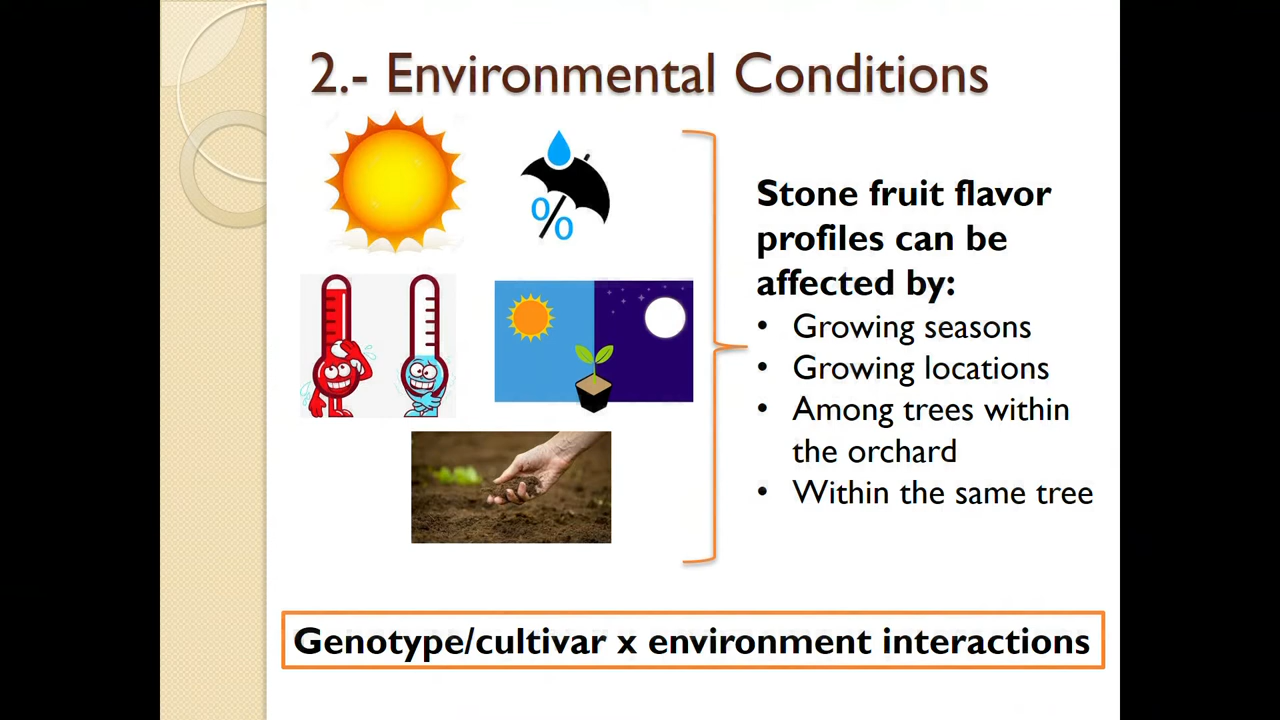 2.- Environmental Conditions
%
Stone fruit flavor
profiles can be
affected by:
• Growing seasons
• Growing locations
• Among trees within
the orchard
• Within the same tree
Genotype/cultivar x environment interactions